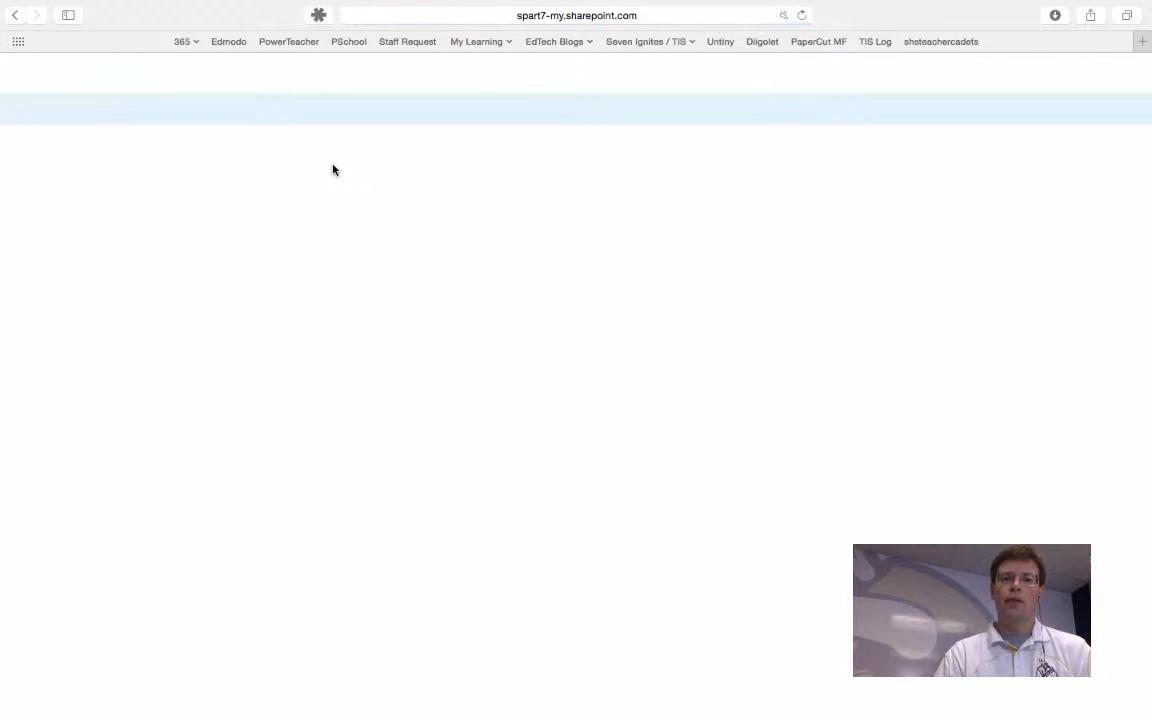 spart7-my.sharepoint.com
365 Edmodo PowerTeacher PSchool Staff Request My Learning EdTech Blogs Seven Ignites / TIS Untiny Diigolet PaperCut MF TIS Log shsteachercadets